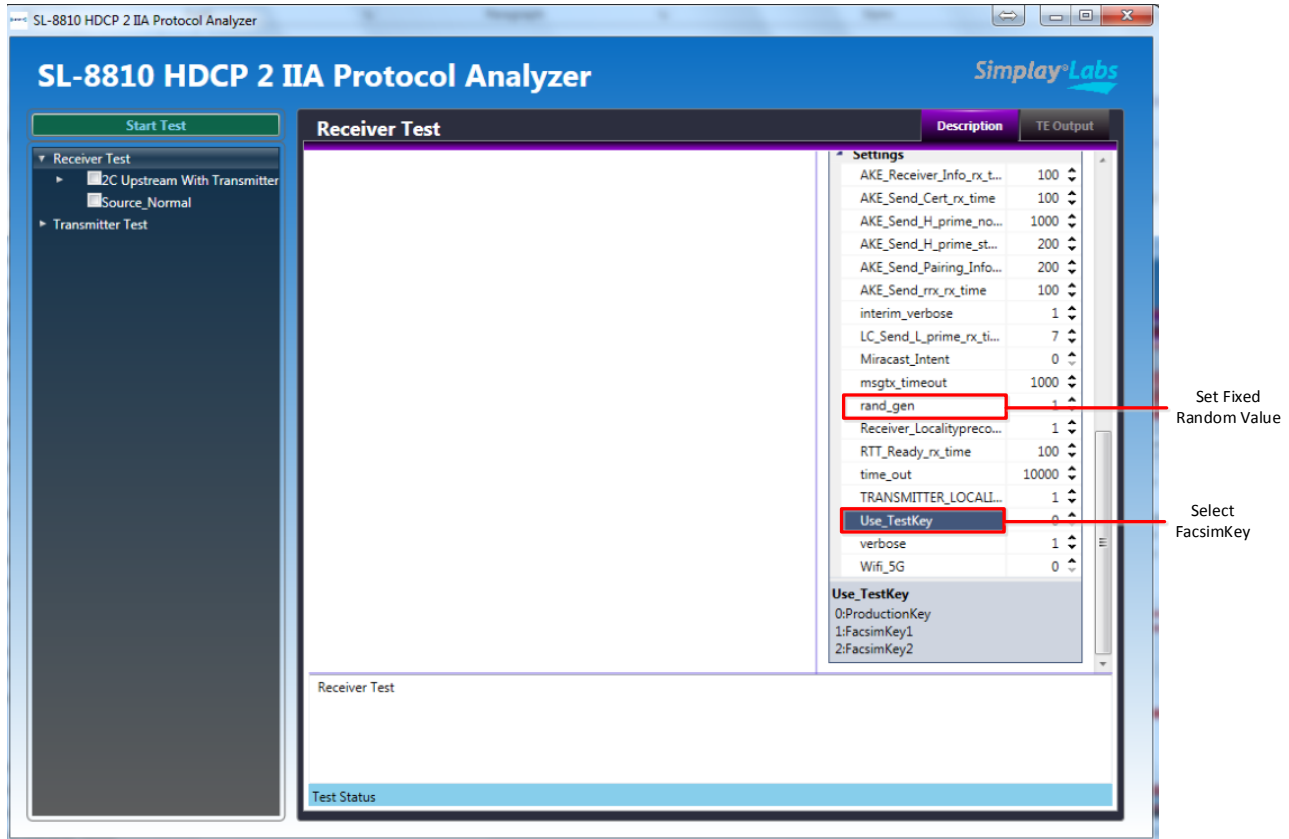 SL-8810 HDCP 2 IIA Protocol Analyzer
SL-8810 HDCP 2 IIA Protocol Analyzer
Simplay Labs
Start Test
Receiver Test
2C Upstream With Transmitter
Source_Normal
Transmitter Test
Receiver Test
Description
TE Output
Settings
AKE_Receiver_Info_rx_t... 100
AKE_Send_Cert_rx_time 100
AKE_Send_H_prime_no... 1000
AKE_Send_H_prime_st... 200
AKE_Send_Pairing_Info... 200
AKE_Send_rrx_rx_time 100
interim_verbose 1
LC_Send_L_prime_rx_ti... 7
Miracast_Intent 0
msgtx_timeout 1000
rand_gen 1
Receiver_Localitypreco... 1
RTT_Ready_rx_time 100
time_out 10000
TRANSMITTER_LOCALI... 1
Use_TestKey 0
verbose 1
Wifi_5G 0
Use_TestKey
0:ProductionKey
1:FacsimKey1
2:FacsimKey2
Receiver Test
Test Status
Set Fixed
Random Value
Select
FacsimKey